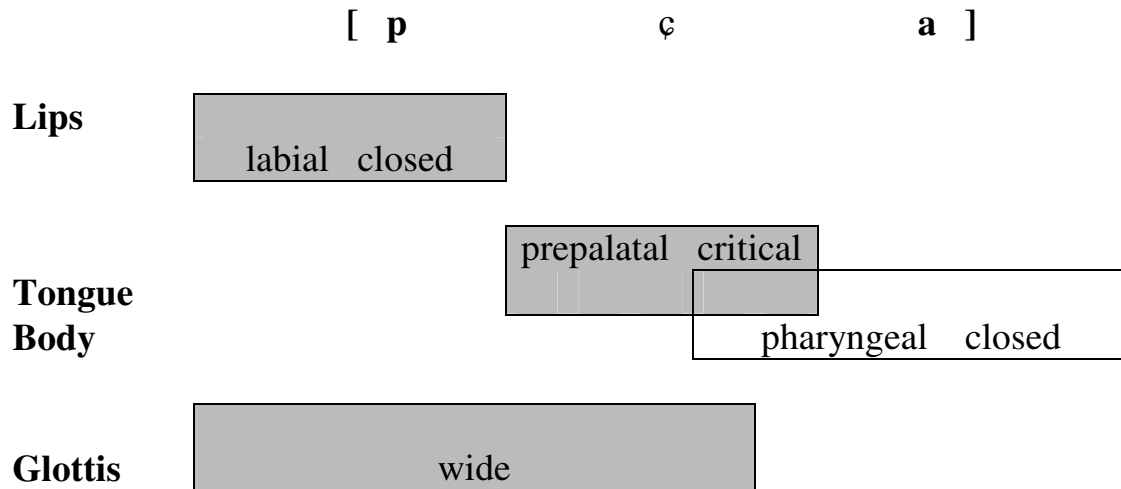 [ p ɕ a ]
Lips
labial closed
prepalatal critical
Tongue
Body
pharyngeal closed
Glottis
wide